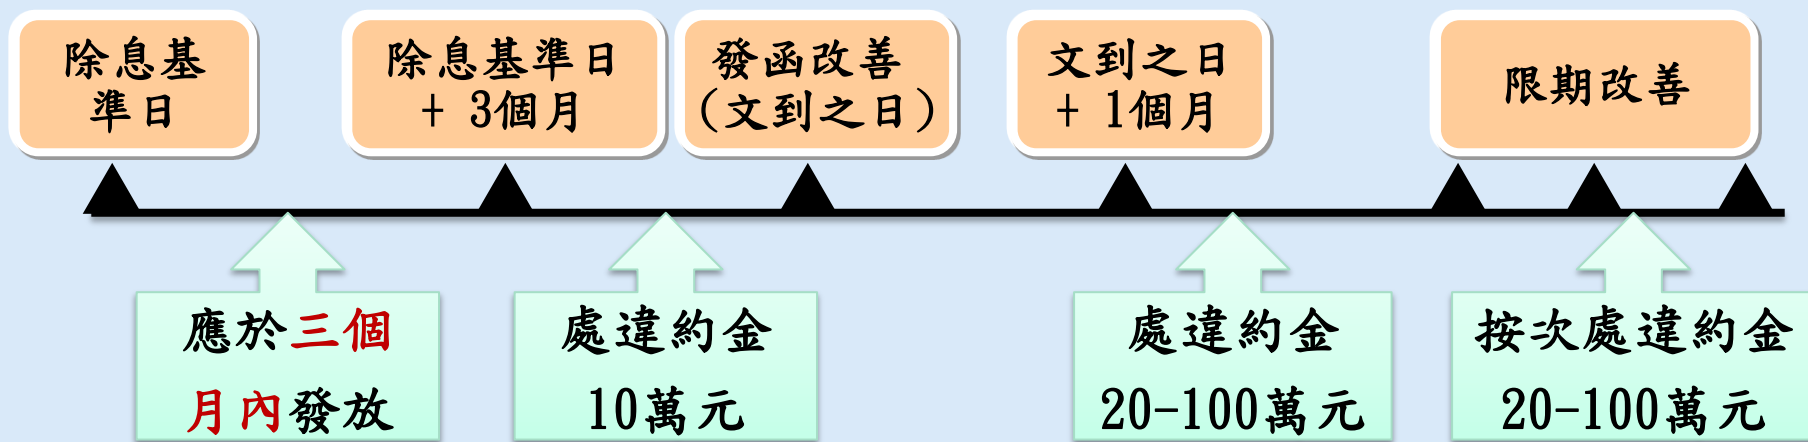 除息基
準日
除息基準日
+ 3個月
發函改善
(文到之日)
文到之日
+ 1個月
限期改善
應於三個
月內發放
處違約金
10萬元
處違約金
20-100萬元
按次處違約金
20-100萬元